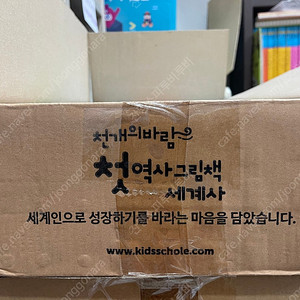 천개의바람
첫역사그림책
세계사
세계인으로 성장하기를 바라는 마음을 담았습니다.
www.kidsschole.com